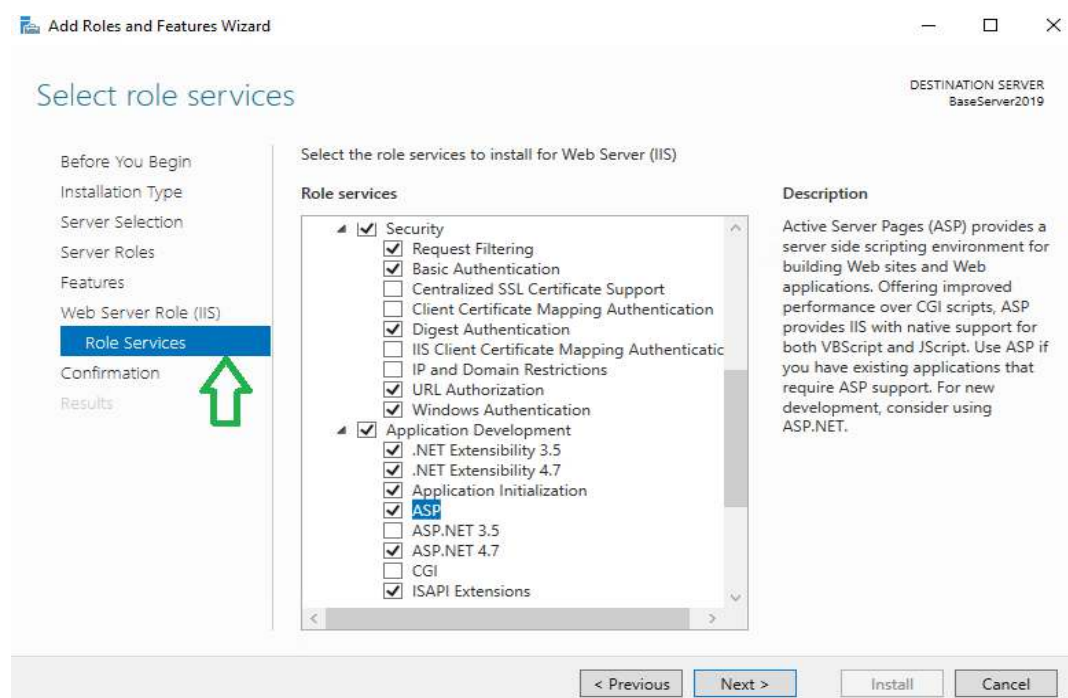 Add Roles and Features Wizard
Select role services
DESTINATION SERVER
BaseServer2019
Before You Begin
Installation Type
Server Selection
Server Roles
Features
Web Server Role (IIS)
Role Services
Confirmation
Results
Select the role services to install for Web Server (IIS)
Role services
Security
Request Filtering
Basic Authentication
Centralized SSL Certificate Support
Client Certificate Mapping Authentication
Digest Authentication
IIS Client Certificate Mapping Authenticatic
IP and Domain Restrictions
URL Authorization
Windows Authentication
Application Development
.NET Extensibility 3.5
.NET Extensibility 4.7
Application Initialization
ASP
ASP.NET 3.5
ASP.NET 4.7
CGI
ISAPI Extensions
Description
Active Server Pages (ASP) provides a
server side scripting environment for
building Web sites and Web
applications. Offering improved
performance over CGI scripts, ASP
provides IIS with native support for
both VBScript and JScript. Use ASP if
you have existing applications that
require ASP support. For new
development, consider using
ASP.NET.
< Previous
Next >
Install
Cancel